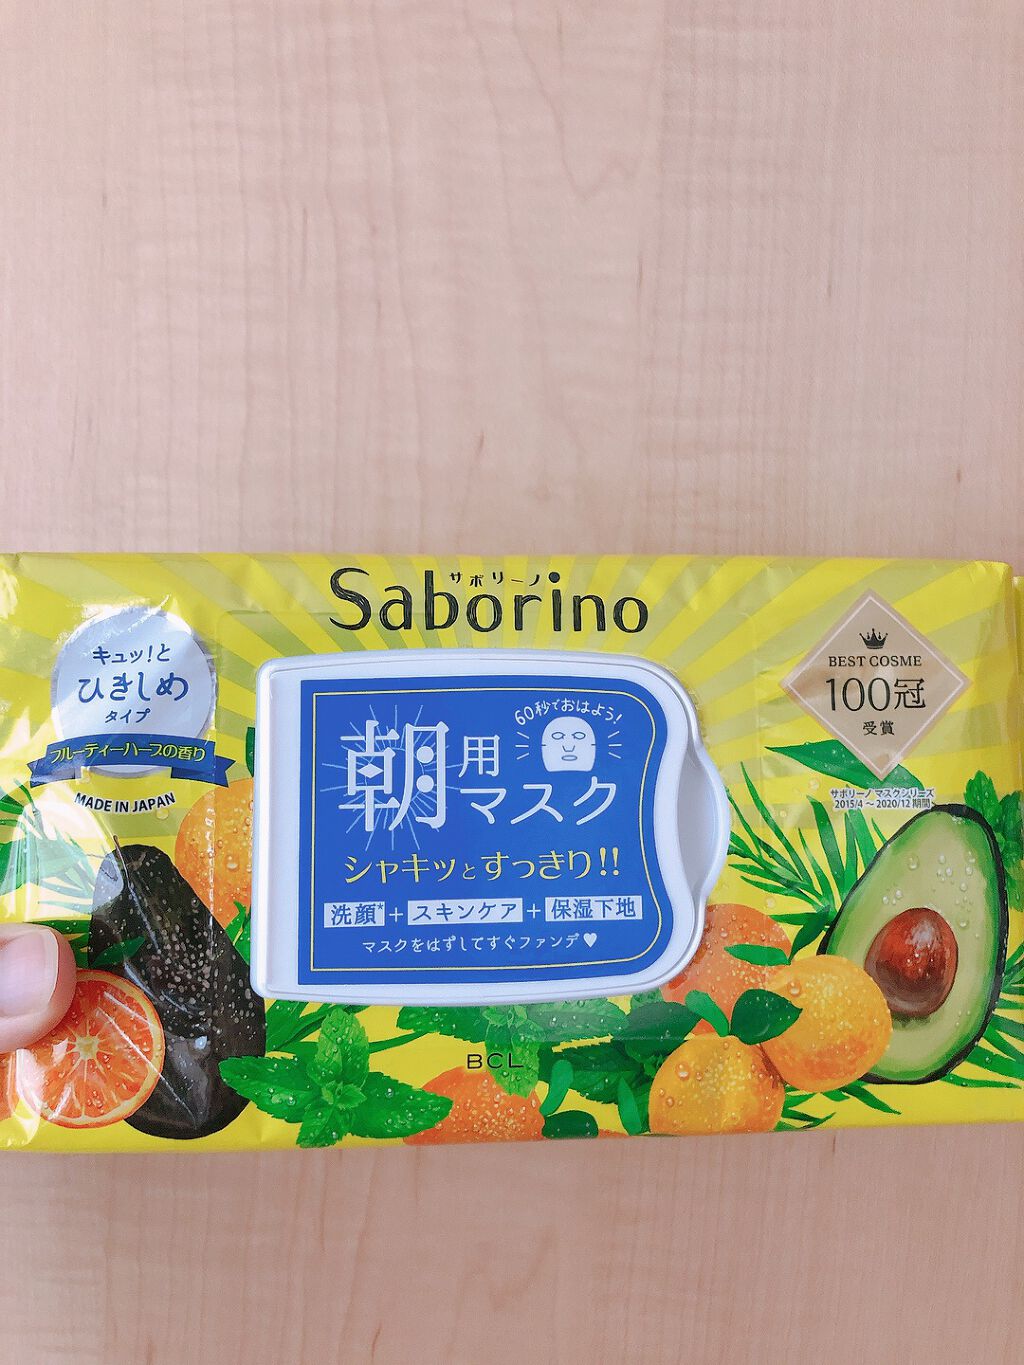 サボリーノ
Saborino
キュッ!と
ひきしめ
タイプ
フルーティーハーブの香り
MADE IN JAPAN
BEST COSME
100冠
受賞
サボリーノ マスクシリーズ
2015/4 ~ 2020/12 期間
60秒でおはよう!
朝用
マスク
シャキッとすっきり!!
洗顔*+スキンケア+保湿下地
マスクをはずしてすぐファンデ♥
BCL